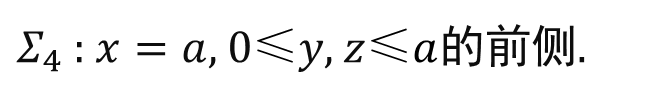 Σ₄ : x = a, 0⩽y, z⩽a的前侧.